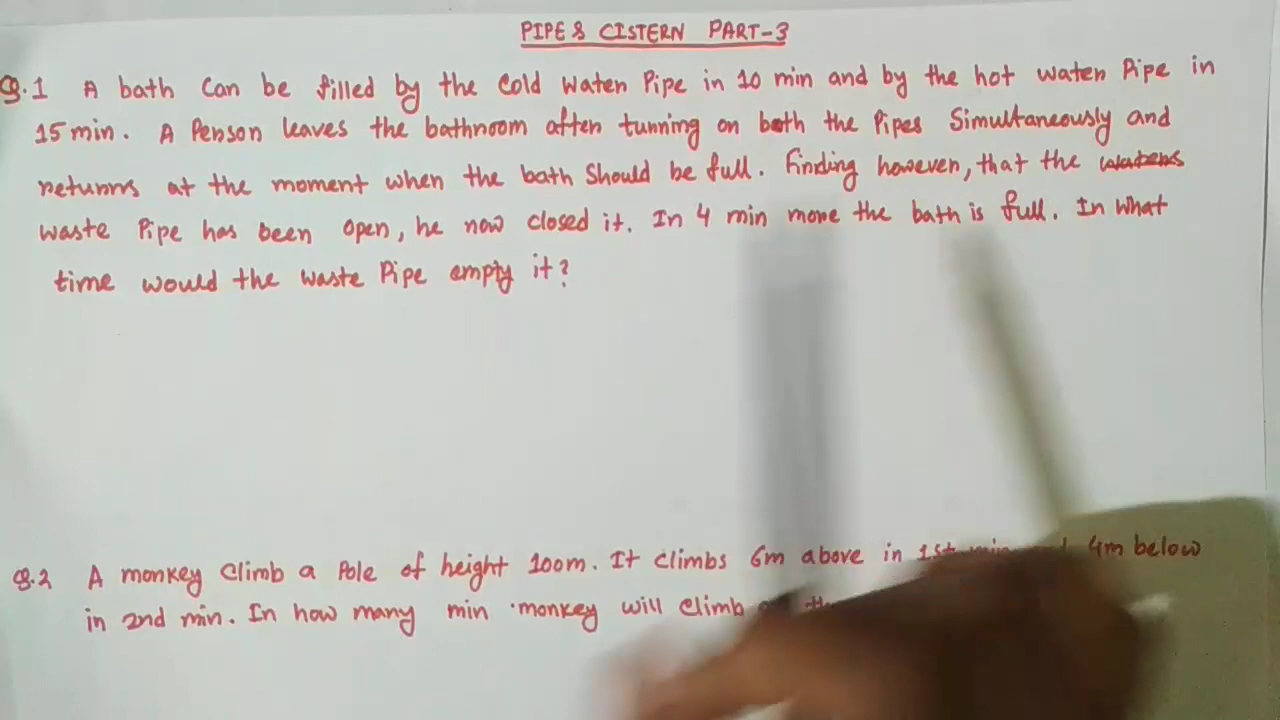 PIPE & CISTERN PART-3
Q.1 A bath can be filled by the cold water Pipe in 10 min and by the hot water Pipe in
15 min. A Person leaves the bathroom after tunning on both the Pipes Simultaneously and
returns at the moment when the bath should be full. Finding however, that the waters
waste Pipe has been open, he now closed it. In 4 min more the bath is full. In what
time would the waste Pipe empty it?
Q.2 A monkey climb a Pole of height 100m. It climbs 6m above in 1st min 4m below
in 2nd min. In how many min monkey will climb